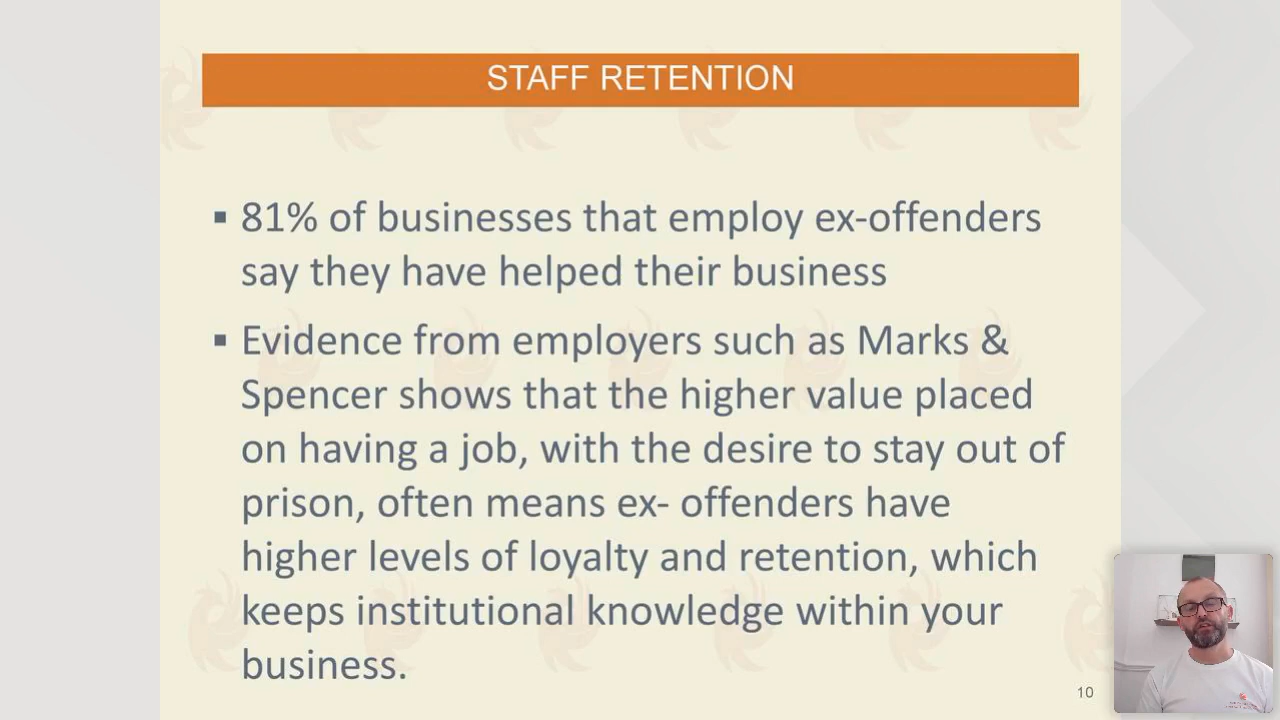 STAFF RETENTION
▪ 81% of businesses that employ ex-offenders
say they have helped their business
▪ Evidence from employers such as Marks &
Spencer shows that the higher value placed
on having a job, with the desire to stay out of
prison, often means ex- offenders have
higher levels of loyalty and retention, which
keeps institutional knowledge within your
business.
10